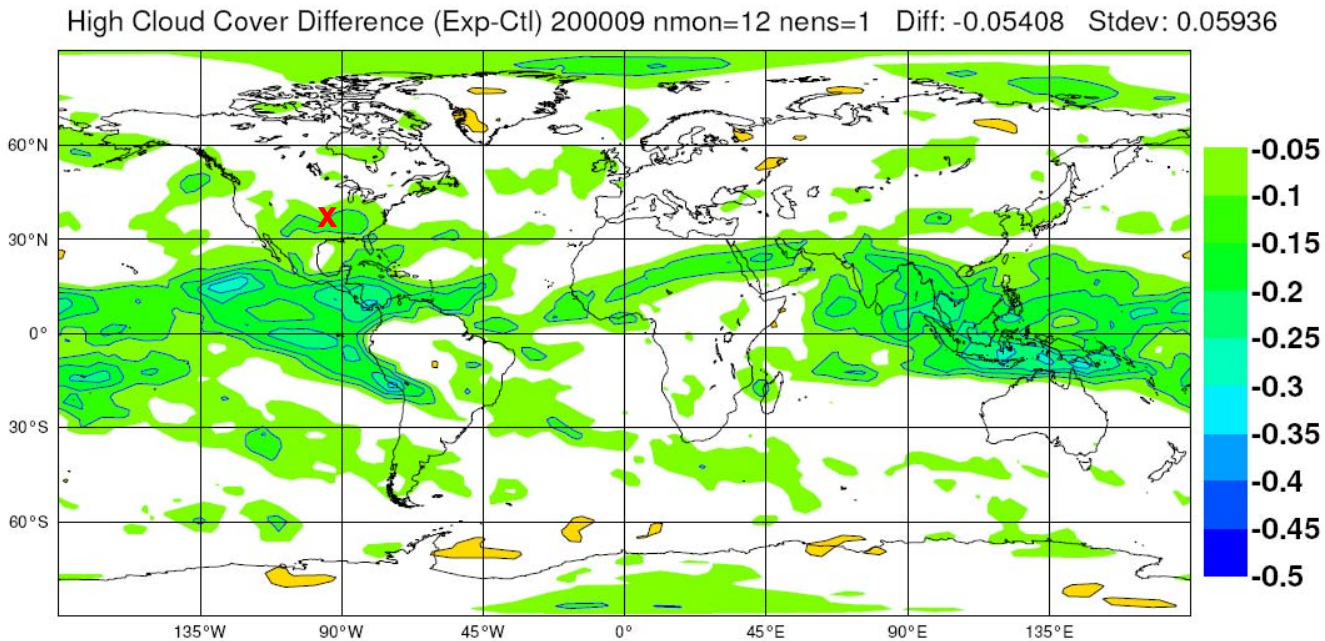 High Cloud Cover Difference (Exp-Ctl) 200009 nmon=12 nens=1 Diff: -0.05408 Stdev: 0.05936
60°N
30°N
0°
30°S
60°S
135°W 90°W 45°W 0° 45°E 90°E 135°E
X
-0.05
-0.1
-0.15
-0.2
-0.25
-0.3
-0.35
-0.4
-0.45
-0.5